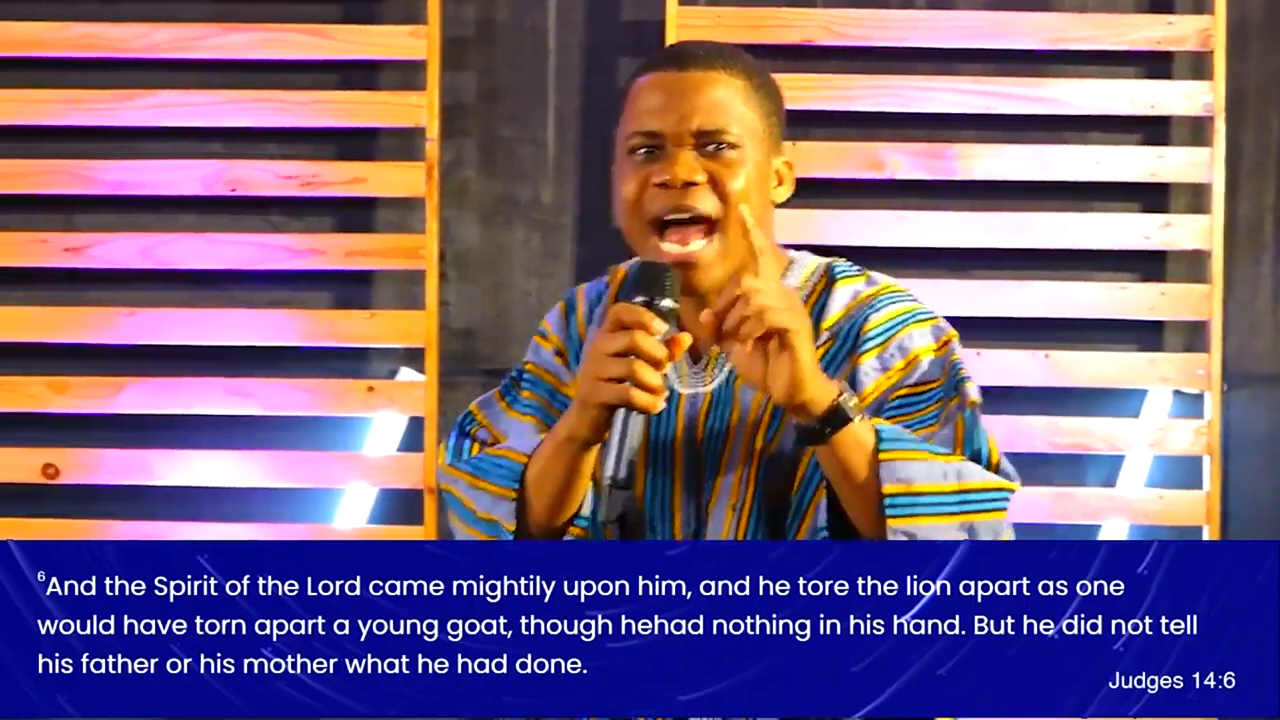 ⁶And the Spirit of the Lord came mightily upon him, and he tore the lion apart as one
would have torn apart a young goat, though hehad nothing in his hand. But he did not tell
his father or his mother what he had done.
Judges 14:6